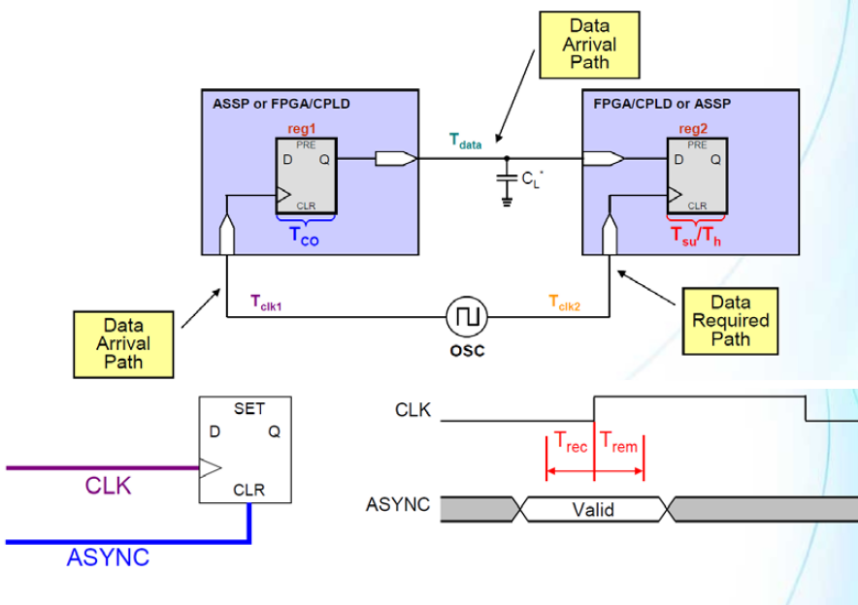 Data
Arrival
Path
ASSP or FPGA/CPLD
FPGA/CPLD or ASSP
reg1
PRE
D Q
CLR
Tco
Tdata
CL*
reg2
PRE
D Q
CLR
Tsu/Th
Tclk1
Tclk2
OSC
Data
Arrival
Path
Data
Required
Path
SET
D Q
CLR
CLK
ASYNC
CLK
Trec Trem
ASYNC
Valid